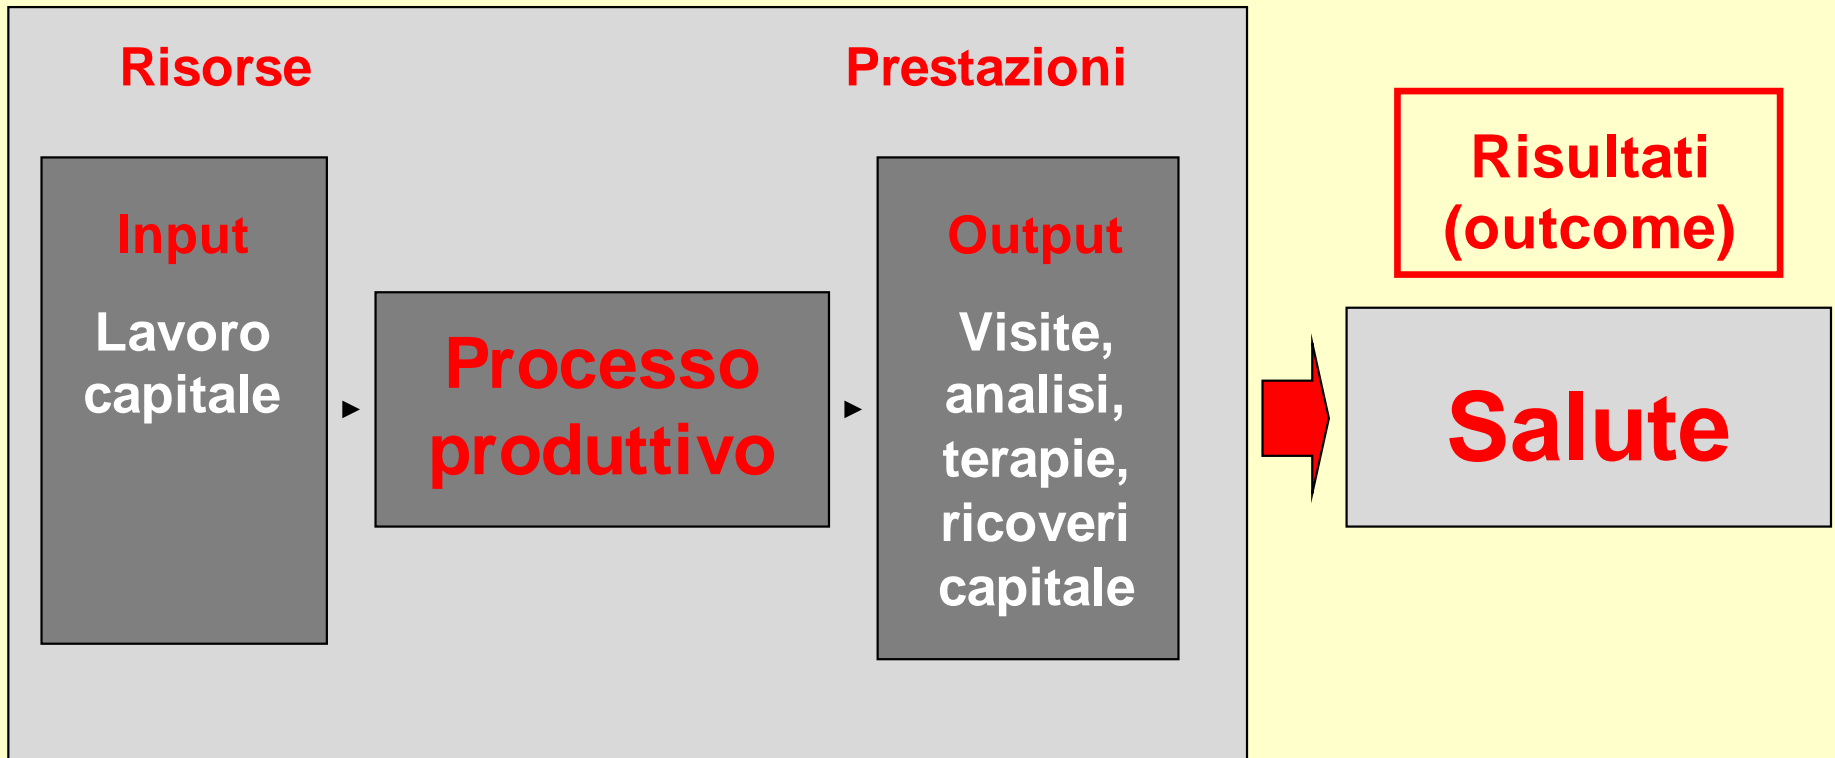 Risorse
Prestazioni
Input
Lavoro
capitale
Processo
produttivo
Output
Visite,
analisi,
terapie,
ricoveri
capitale
Risultati
(outcome)
Salute